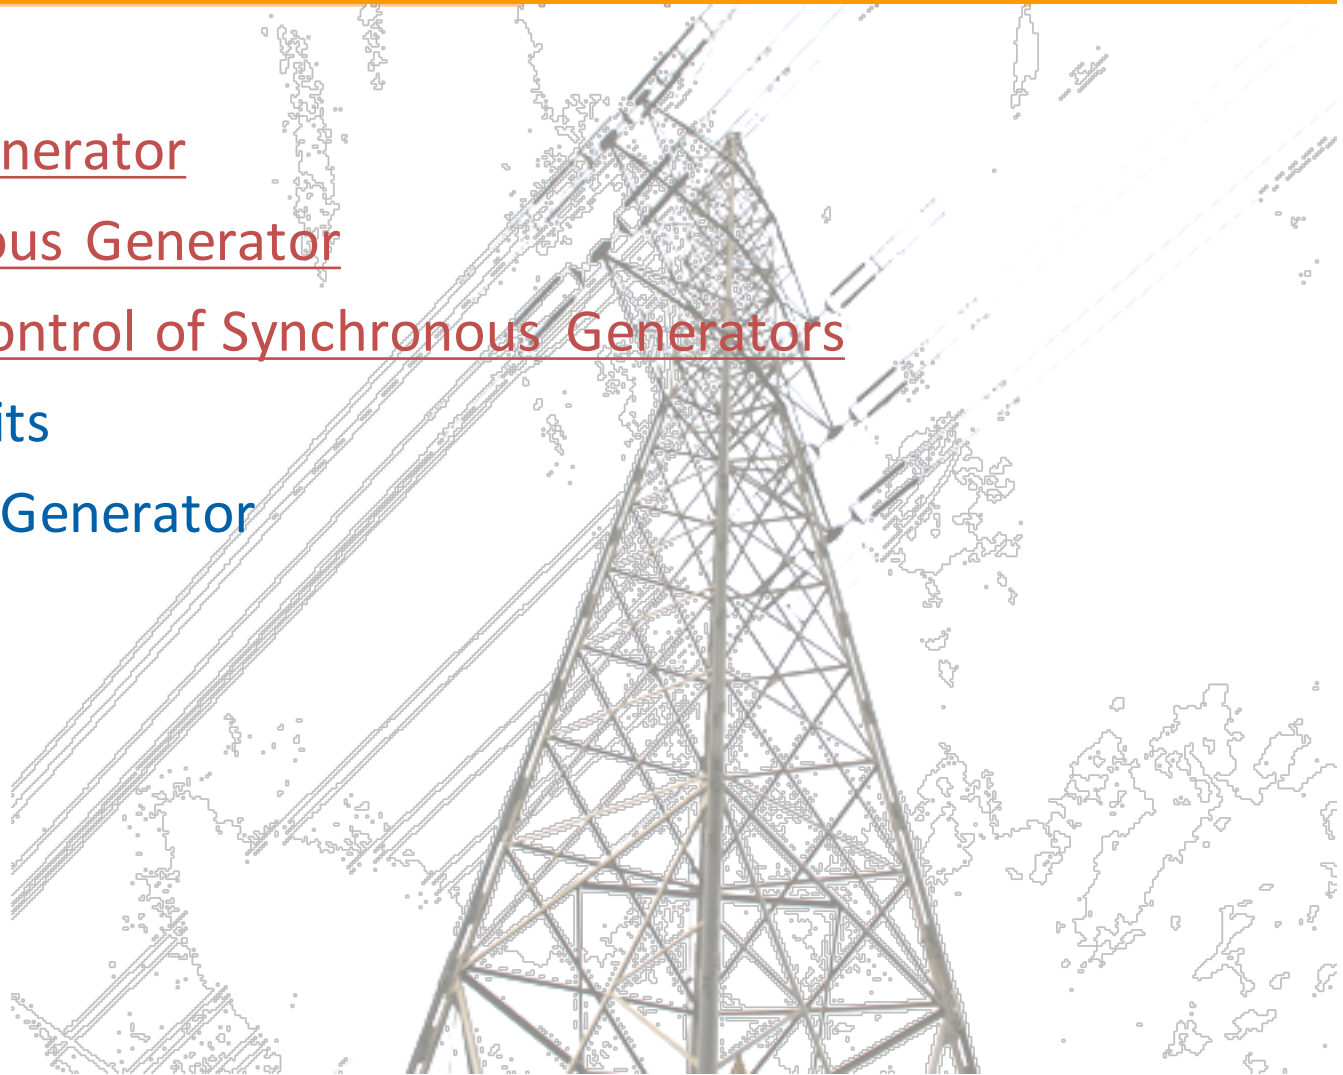 nerator
ous Generator
ontrol of Synchronous Generators
its
Generator